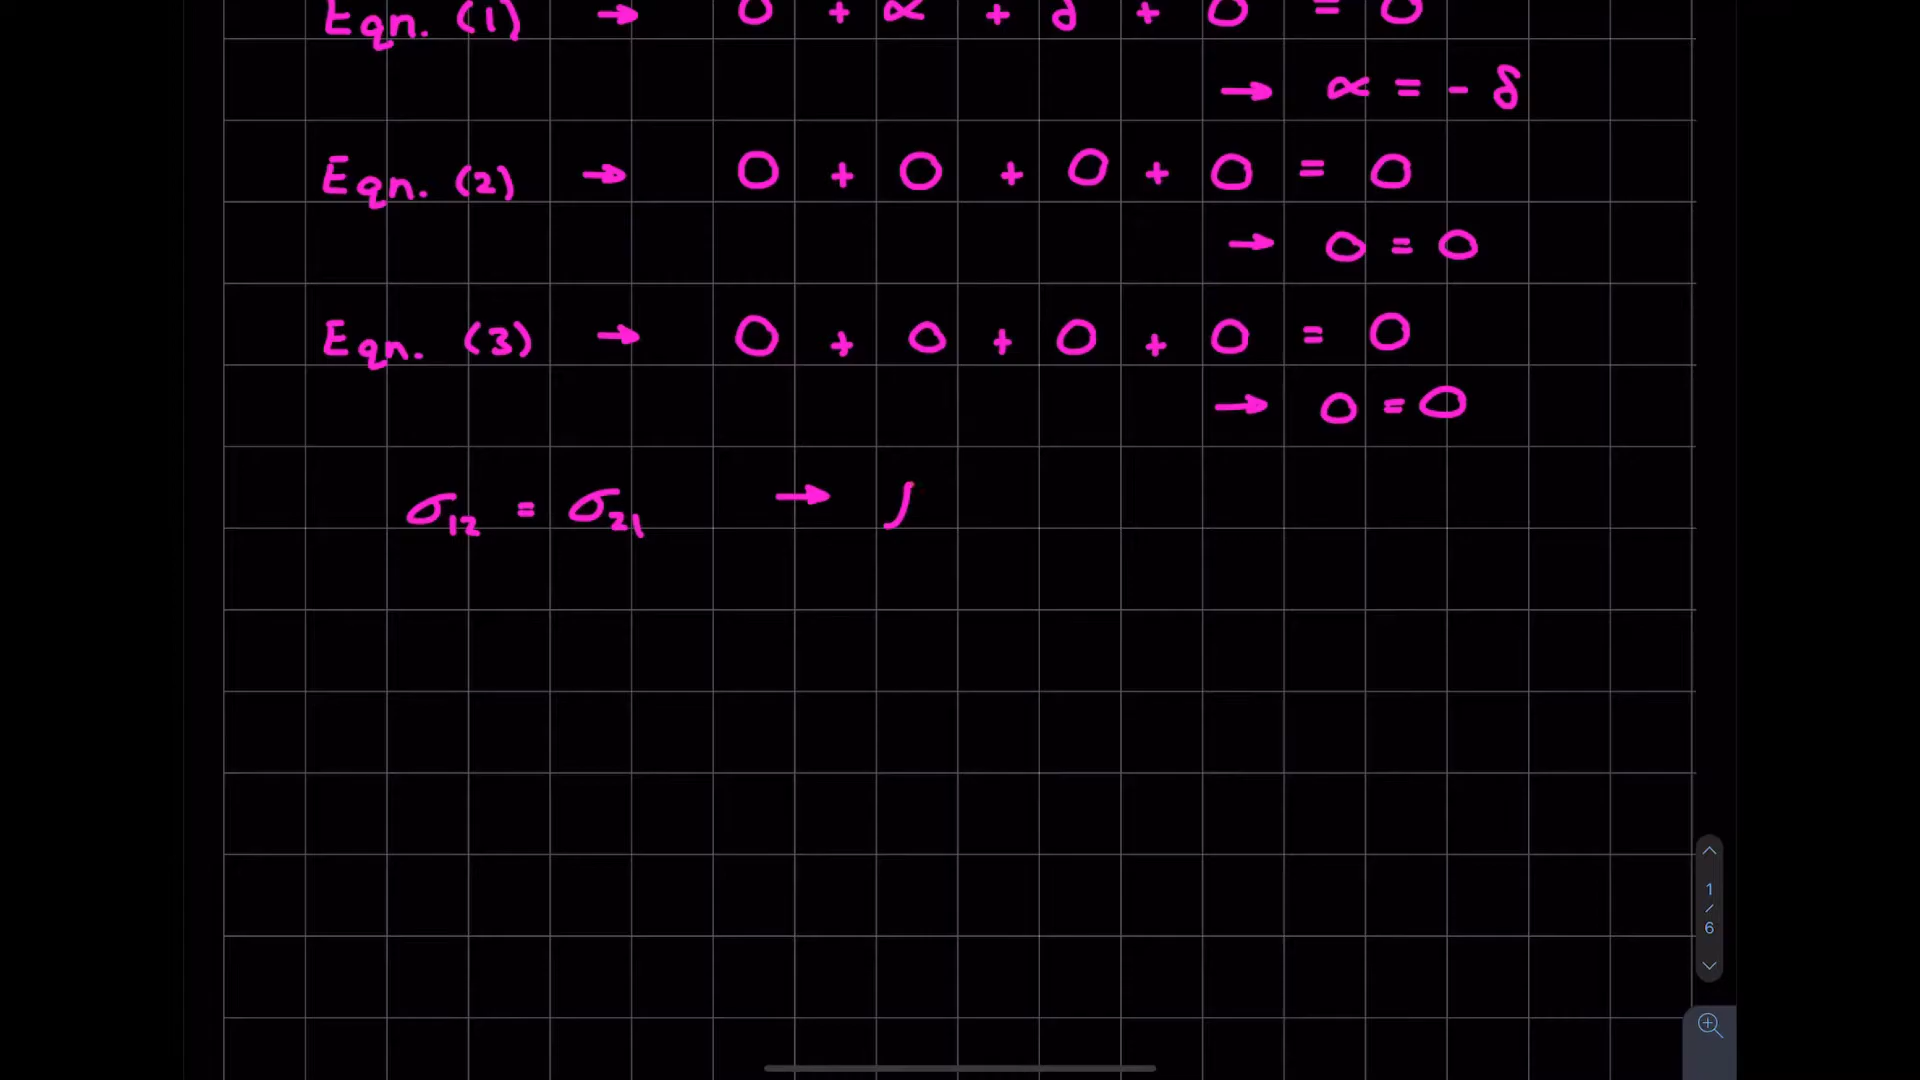 Eqn. (1) → 0 + α + δ + 0 = 0
→ α = - δ
Eqn. (2) → 0 + 0 + 0 + 0 = 0
→ 0 = 0
Eqn. (3) → 0 + 0 + 0 + 0 = 0
→ 0 = 0
σ₁₂ = σ₂₁ →
1
/
6